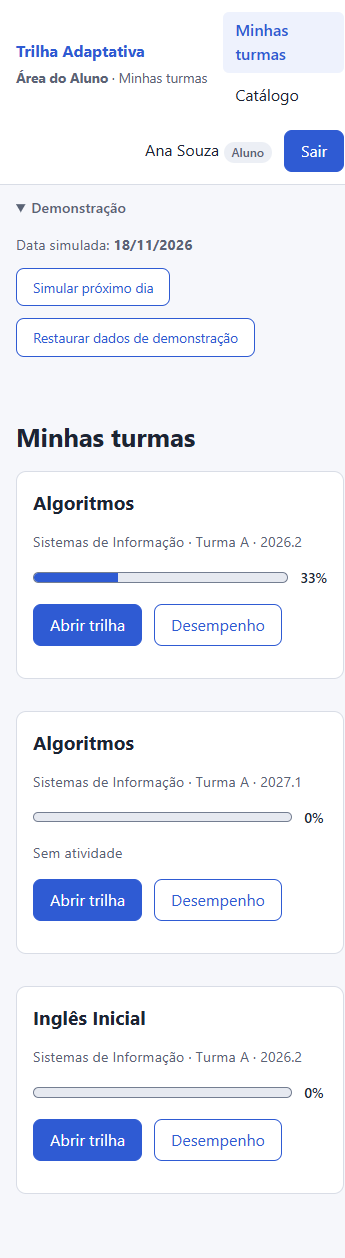 Trilha Adaptativa
Área do Aluno · Minhas turmas
Minhas
turmas
Catálogo
Ana Souza Aluno
Sair
▼ Demonstração
Data simulada: 18/11/2026
Simular próximo dia
Restaurar dados de demonstração
Minhas turmas
Algoritmos
Sistemas de Informação · Turma A · 2026.2
33%
Abrir trilha
Desempenho
Algoritmos
Sistemas de Informação · Turma A · 2027.1
0%
Sem atividade
Abrir trilha
Desempenho
Inglês Inicial
Sistemas de Informação · Turma A · 2026.2
0%
Abrir trilha
Desempenho